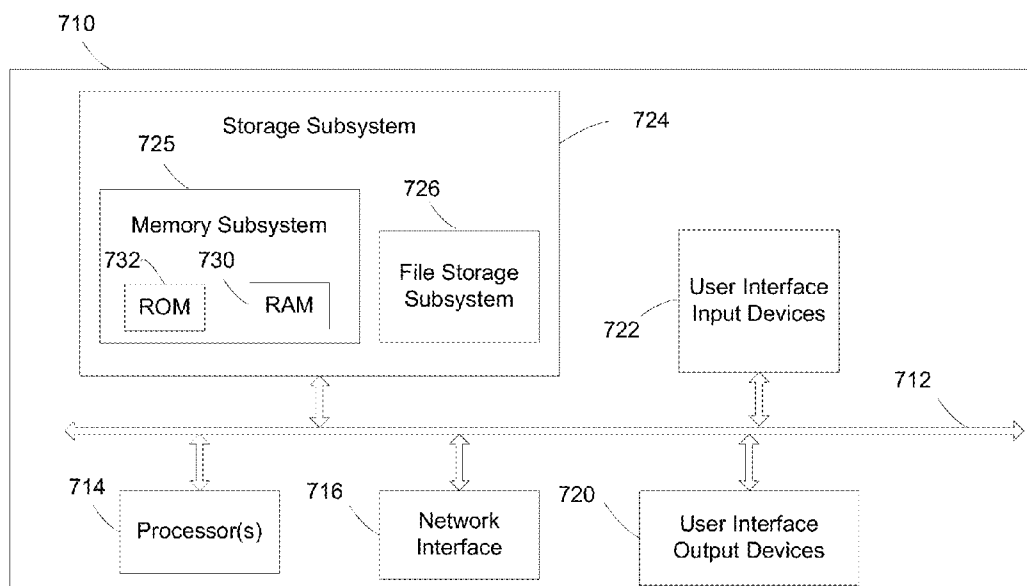 710
Storage Subsystem
724
725
726
Memory Subsystem
732
730
ROM
RAM
File Storage
Subsystem
User Interface
Input Devices
722
712
714
Processor(s)
716
Network
Interface
720
User Interface
Output Devices